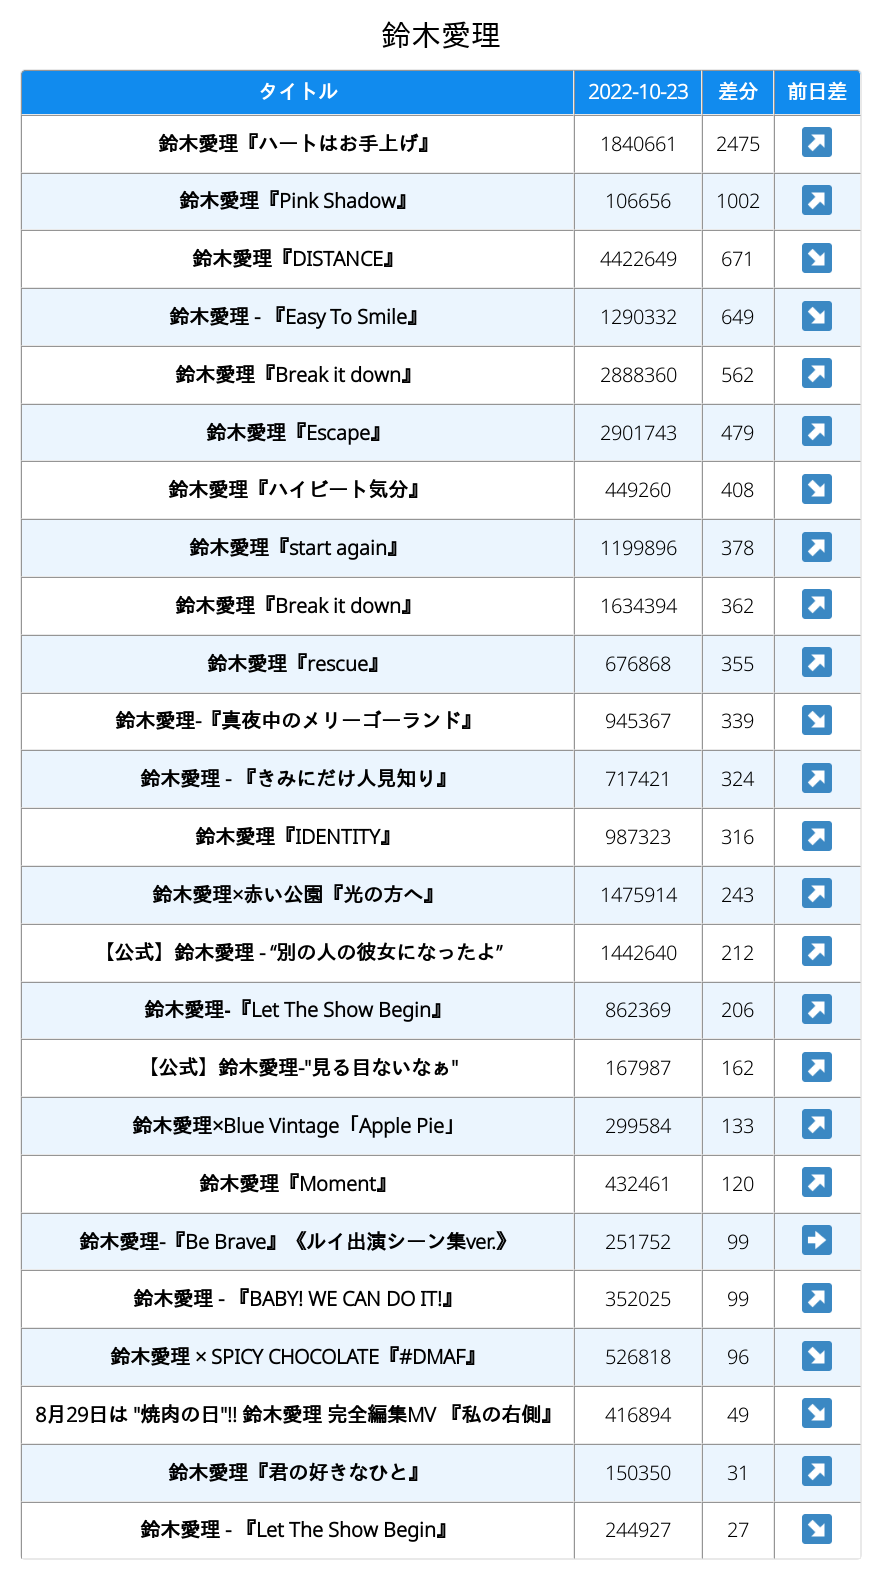 鈴木愛理
タイトル 2022-10-23 差分 前日差
鈴木愛理『ハートはお手上げ』 1840661 2475 ↗
鈴木愛理『Pink Shadow』 106656 1002 ↗
鈴木愛理『DISTANCE』 4422649 671 ↘
鈴木愛理 - 『Easy To Smile』 1290332 649 ↘
鈴木愛理『Break it down』 2888360 562 ↗
鈴木愛理『Escape』 2901743 479 ↗
鈴木愛理『ハイビート気分』 449260 408 ↘
鈴木愛理『start again』 1199896 378 ↗
鈴木愛理『Break it down』 1634394 362 ↗
鈴木愛理『rescue』 676868 355 ↗
鈴木愛理-『真夜中のメリーゴーランド』 945367 339 ↘
鈴木愛理 - 『きみにだけ人見知り』 717421 324 ↗
鈴木愛理『IDENTITY』 987323 316 ↗
鈴木愛理×赤い公園『光の方へ』 1475914 243 ↗
【公式】鈴木愛理 - “別の人の彼女になったよ” 1442640 212 ↗
鈴木愛理-『Let The Show Begin』 862369 206 ↗
【公式】鈴木愛理-"見る目ないなぁ" 167987 162 ↗
鈴木愛理×Blue Vintage「Apple Pie」 299584 133 ↗
鈴木愛理『Moment』 432461 120 ↗
鈴木愛理-『Be Brave』《ルイ出演シーン集ver.》 251752 99 →
鈴木愛理 - 『BABY! WE CAN DO IT!』 352025 99 ↗
鈴木愛理 × SPICY CHOCOLATE『#DMAF』 526818 96 ↘
8月29日は "焼肉の日"!! 鈴木愛理 完全編集MV 『私の右側』 416894 49 ↘
鈴木愛理『君の好きなひと』 150350 31 ↗
鈴木愛理 - 『Let The Show Begin』 244927 27 ↘